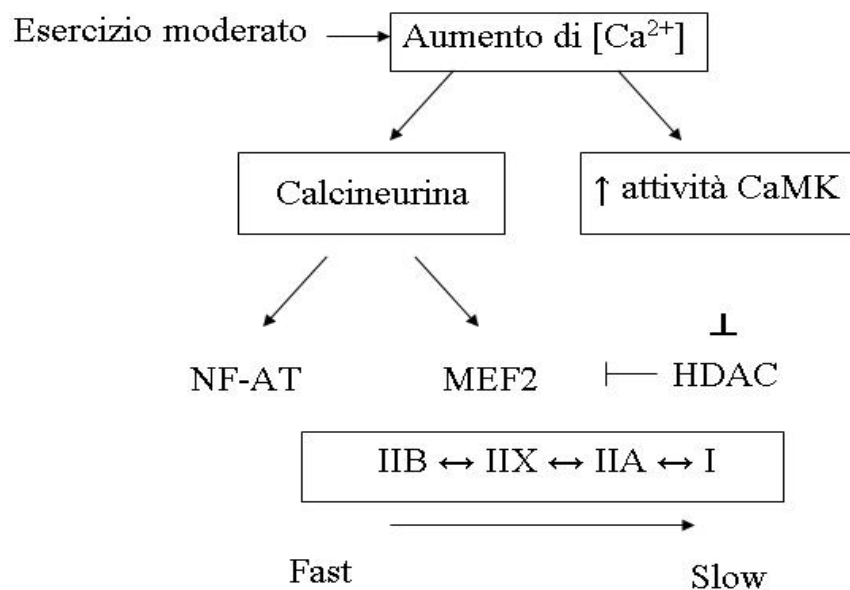 Esercizio moderato
Aumento di [Ca²⁺]
Calcineurina
↑ attività CaMK
NF-AT
MEF2
HDAC
IIB ↔ IIX ↔ IIA ↔ I
Fast
Slow